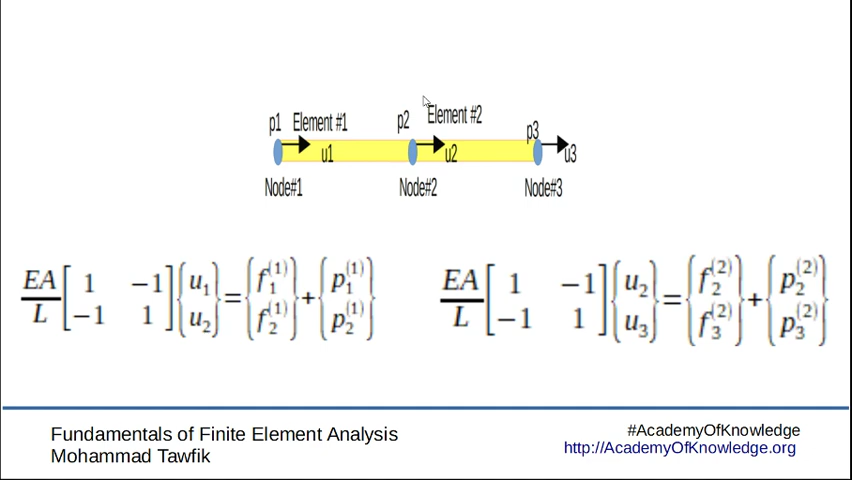 p1 Element #1 p2 Element #2 p3
u1 u2 u3
Node#1 Node#2 Node#3
EA/L [1 −1; −1 1] {u₁; u₂} = {f₁⁽¹⁾; f₂⁽¹⁾} + {p₁⁽¹⁾; p₂⁽¹⁾}
EA/L [1 −1; −1 1] {u₂; u₃} = {f₂⁽²⁾; f₃⁽²⁾} + {p₂⁽²⁾; p₃⁽²⁾}
Fundamentals of Finite Element Analysis
Mohammad Tawfik
#AcademyOfKnowledge
http://AcademyOfKnowledge.org